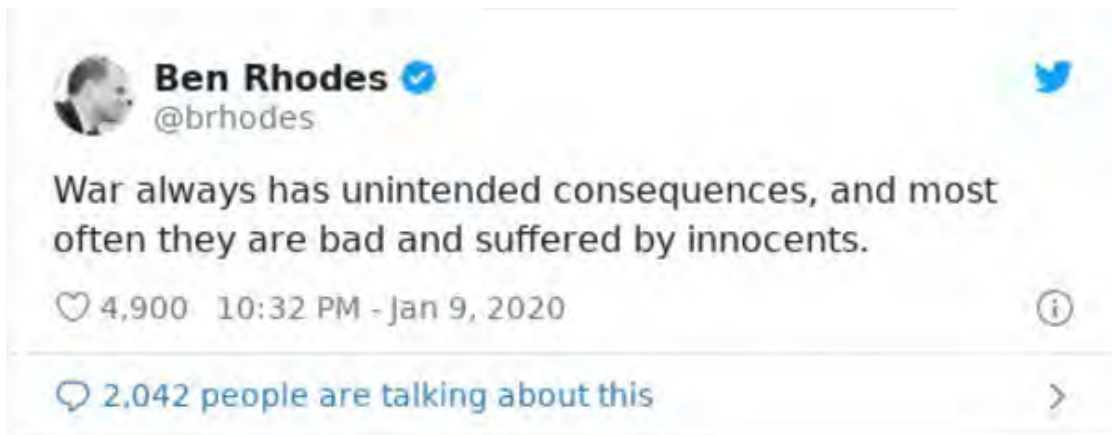 Ben Rhodes
@brhodes
War always has unintended consequences, and most
often they are bad and suffered by innocents.
4,900 10:32 PM - Jan 9, 2020
2,042 people are talking about this